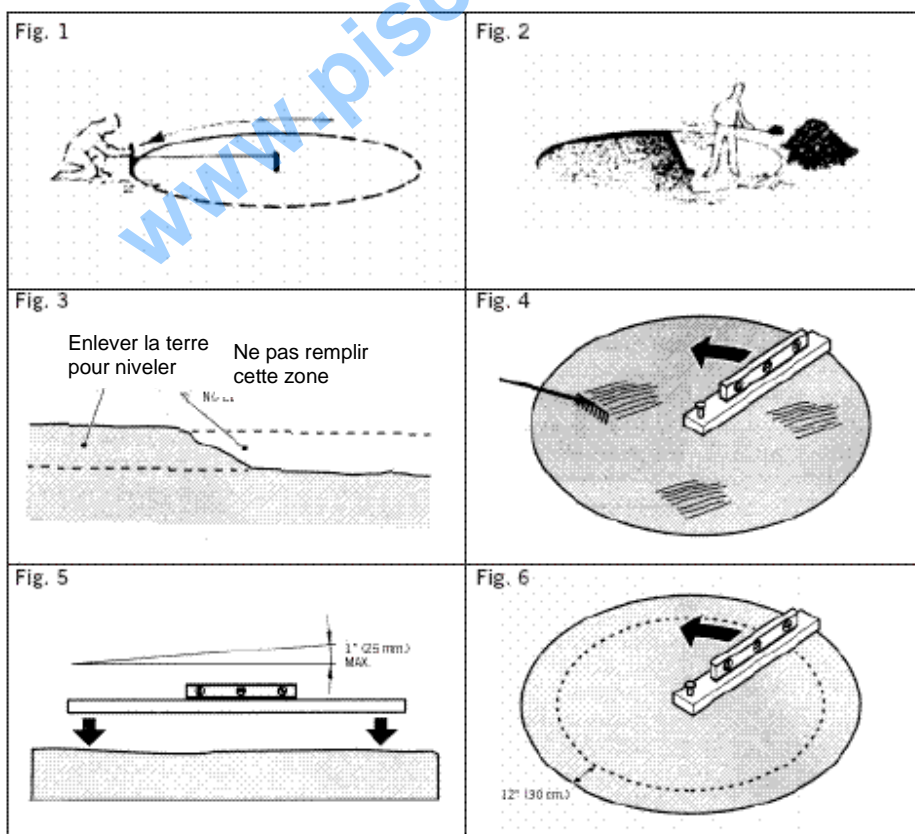 Fig. 1
Fig. 2
www.pisc
Fig. 3
Enlever la terre
pour niveler
Ne pas remplir
cette zone
Fig. 4
Fig. 5
1" (25 mm.)
MAX.
Fig. 6
12" (30 cm.)